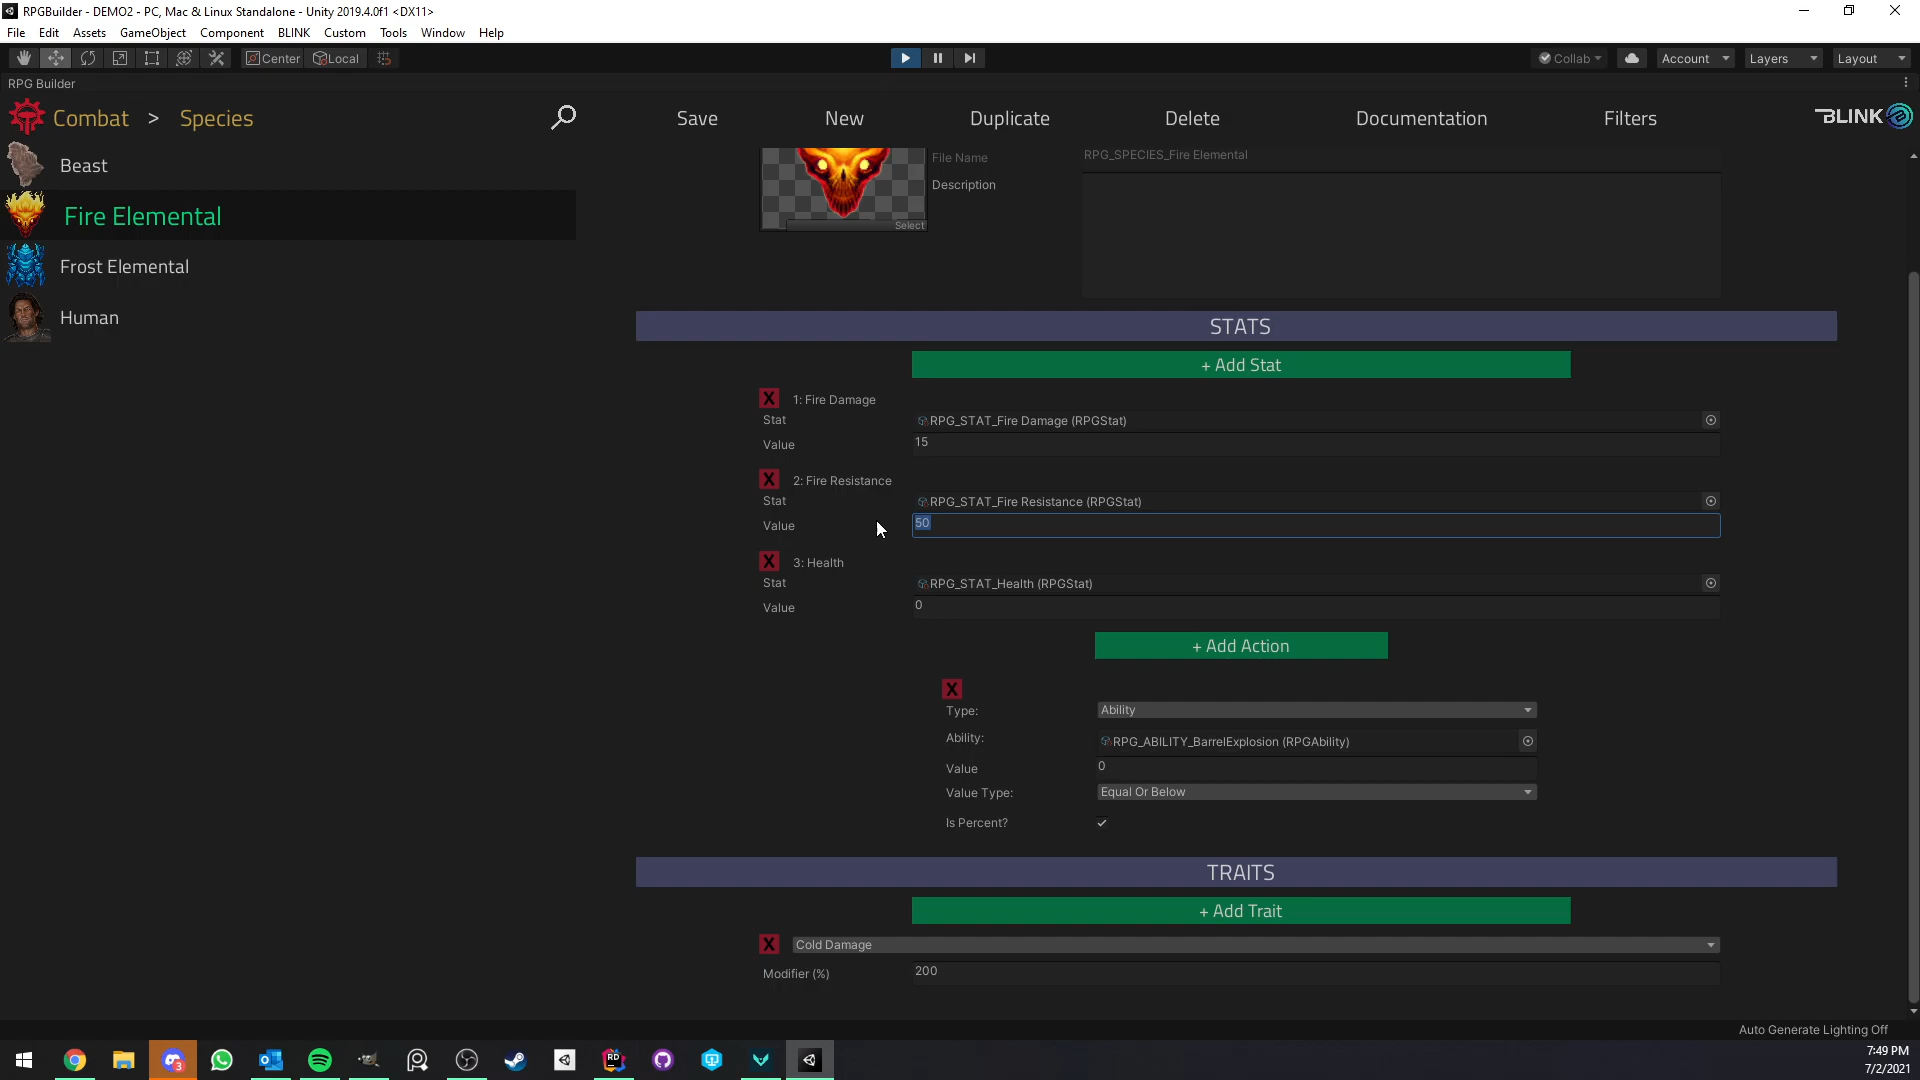 RPGBuilder - DEMO2 - PC, Mac & Linux Standalone - Unity 2019.4.0f1 <DX11>
File Edit Assets GameObject Component BLINK Custom Tools Window Help
Center Local Collab Account Layers Layout
RPG Builder
Combat > Species Save New Duplicate Delete Documentation Filters BLINK
Beast
Fire Elemental
Frost Elemental
Human
File Name RPG_SPECIES_Fire Elemental
Description
Select
STATS
+ Add Stat
X 1: Fire Damage
Stat RPG_STAT_Fire Damage (RPGStat)
Value 15
X 2: Fire Resistance
Stat RPG_STAT_Fire Resistance (RPGStat)
Value 50
X 3: Health
Stat RPG_STAT_Health (RPGStat)
Value 0
+ Add Action
X
Type: Ability
Ability: RPG_ABILITY_BarrelExplosion (RPGAbility)
Value 0
Value Type: Equal Or Below
Is Percent?
TRAITS
+ Add Trait
X Cold Damage
Modifier (%) 200
Auto Generate Lighting Off
3
RD
7:49 PM
7/2/2021